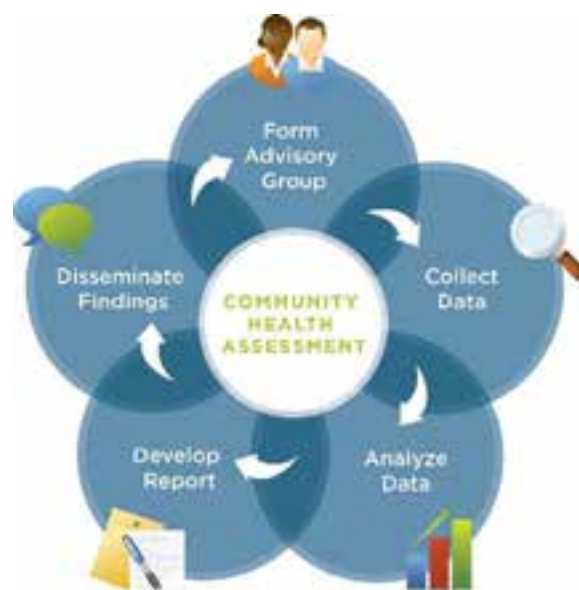 Form
Advisory
Group
Collect
Data
Analyze
Data
Develop
Report
Disseminate
Findings
COMMUNITY
HEALTH
ASSESSMENT